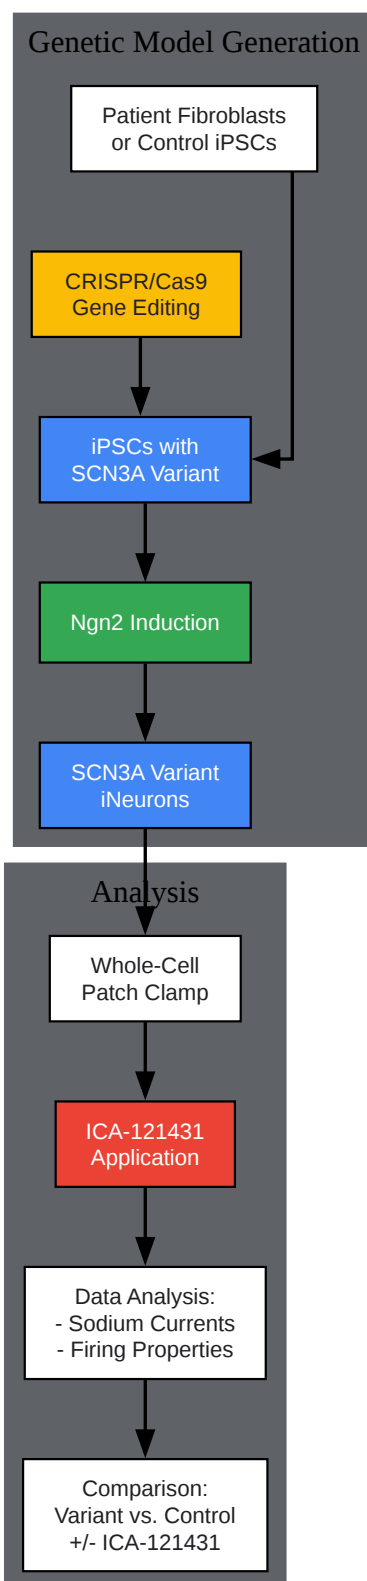 Genetic Model Generation
Patient Fibroblasts
or Control iPSCs
CRISPR/Cas9
Gene Editing
iPSCs with
SCN3A Variant
Ngn2 Induction
SCN3A Variant
iNeurons
Analysis
Whole-Cell
Patch Clamp
ICA-121431
Application
Data Analysis:
- Sodium Currents
- Firing Properties
Comparison:
Variant vs. Control
+/- ICA-121431